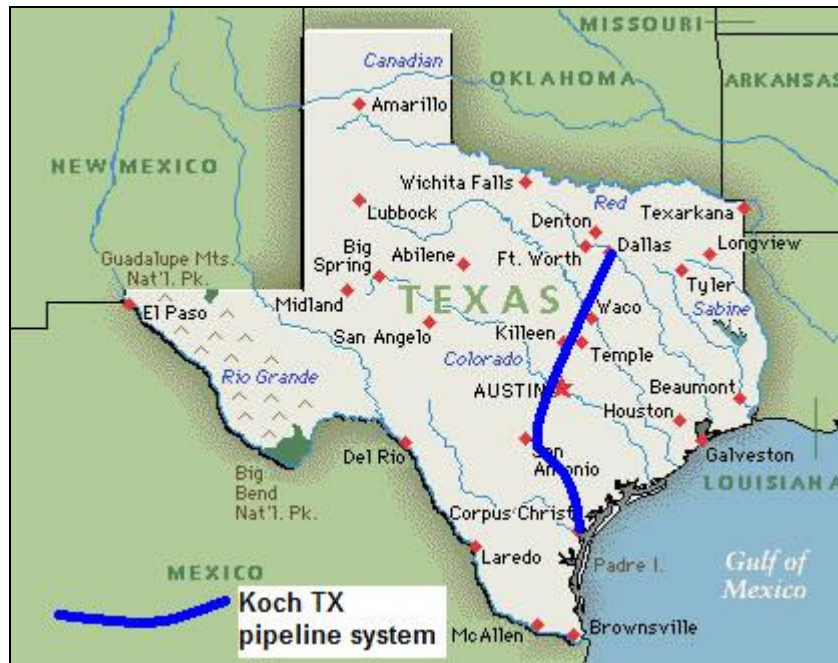 MISSOURI
Canadian
OKLAHOMA
ARKANSAS
Amarillo
NEW MEXICO
Wichita Falls
Red
Texarkana
Lubbock
Denton
Dallas
Longview
Guadalupe Mts.
Nat'l. Pk.
Big
Spring
Abilene
Ft. Worth
Tyler
El Paso
Midland
TEXAS
Waco
Sabine
San Angelo
Killeen
Temple
Colorado
Rio Grande
AUSTIN
Beaumont
Houston
Del Rio
San
Antonio
Galveston
LOUISIANA
Big
Bend
Nat'l. Pk.
Corpus Christ
Laredo
Padre I.
Gulf of
Mexico
MEXICO
Koch TX
pipeline system
McAllen
Brownsville